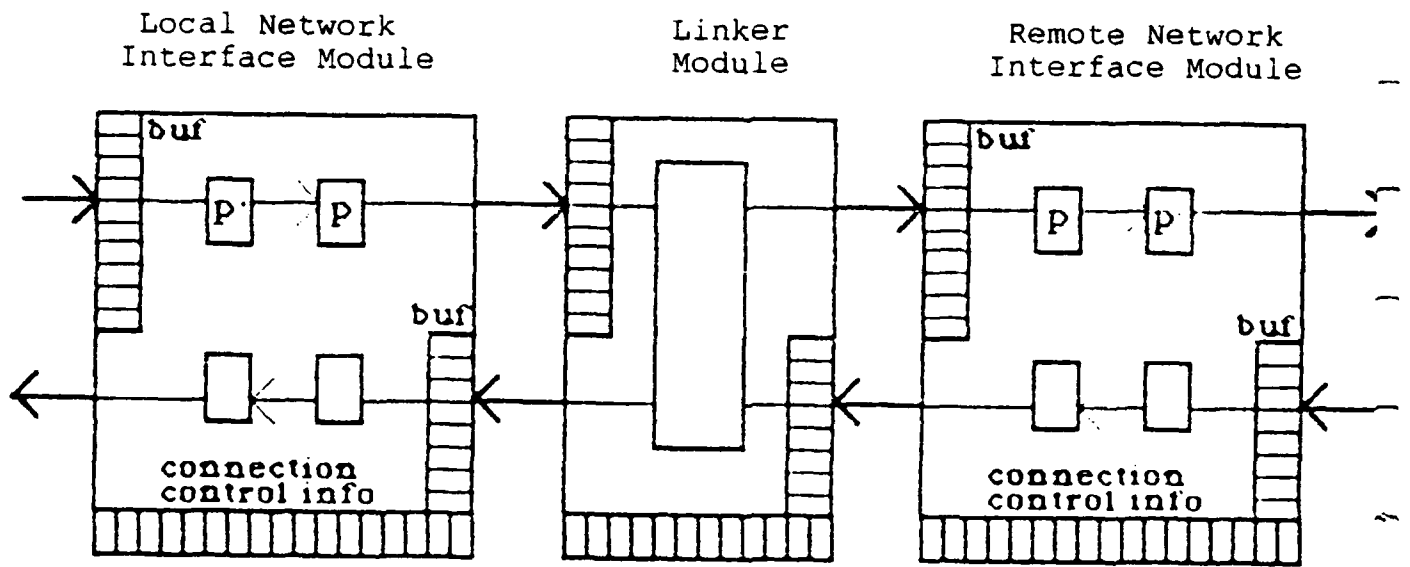 Local Network
Interface Module
Linker
Module
Remote Network
Interface Module
buf
buf
p
p
p
p
buf
buf
connection
control info
connection
control info